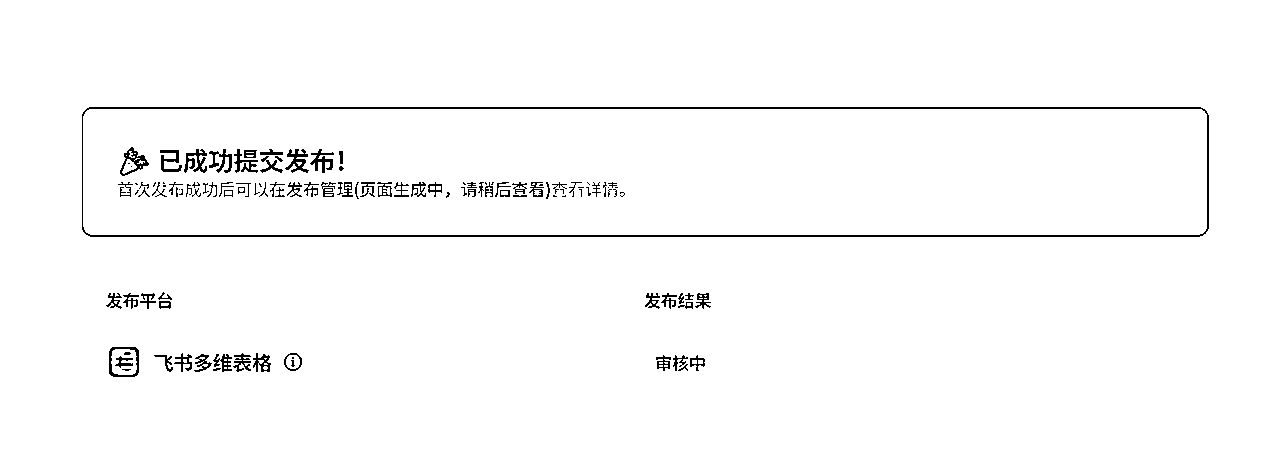 已成功提交发布!
首次发布成功后可以在发布管理(页面生成中，请稍后查看)查看详情。
发布平台
发布结果
飞书多维表格
审核中